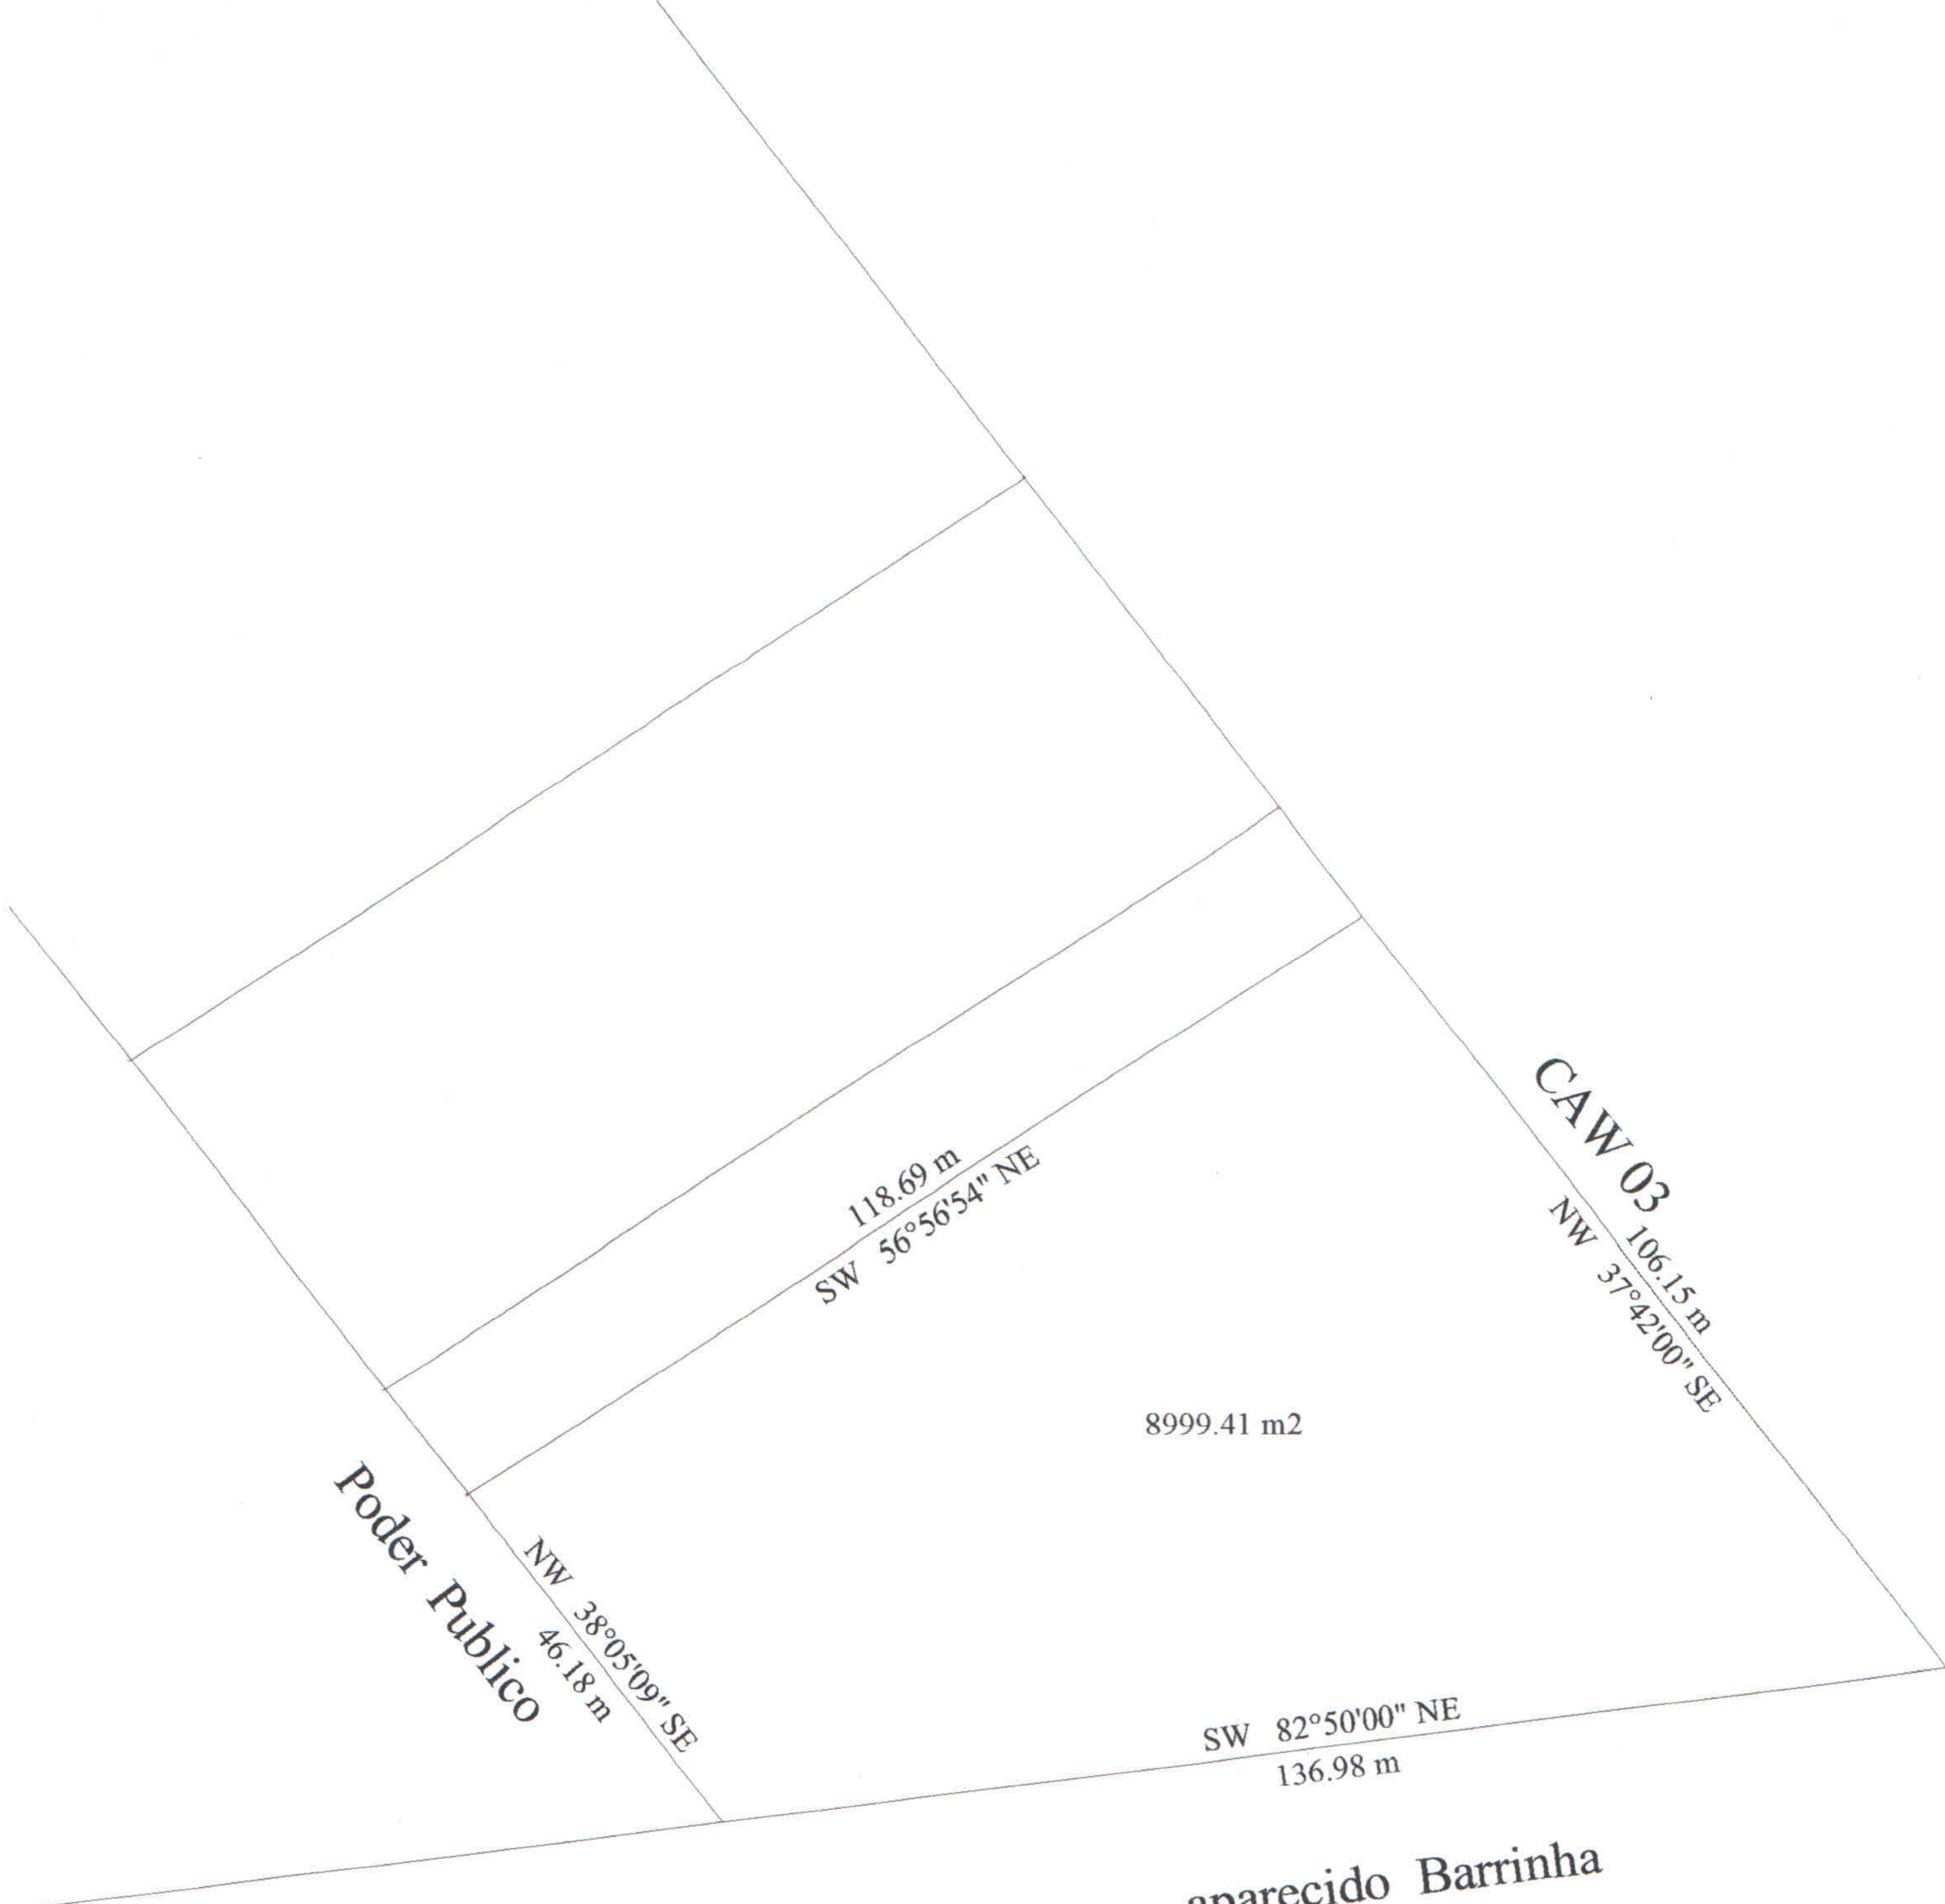 CAW 03
106.15 m
NW 37°42'00" SE
118.69 m
SW 56°56'54" NE
8999.41 m2
Poder Publico
NW 38°05'09" SE
46.18 m
SW 82°50'00" NE
136.98 m
aparecido Barrinha